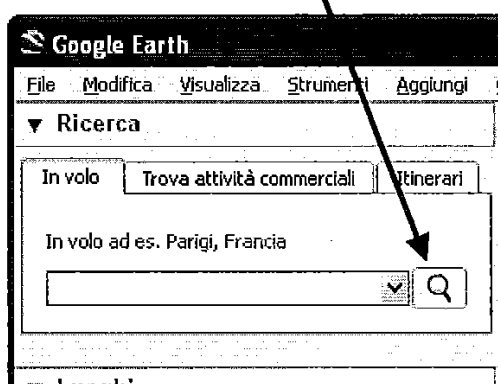 Google Earth
File Modifica Visualizza Strumenti Aggiungi
▼ Ricerca
In volo Trova attività commerciali Itinerari
In volo ad es. Parigi, Francia